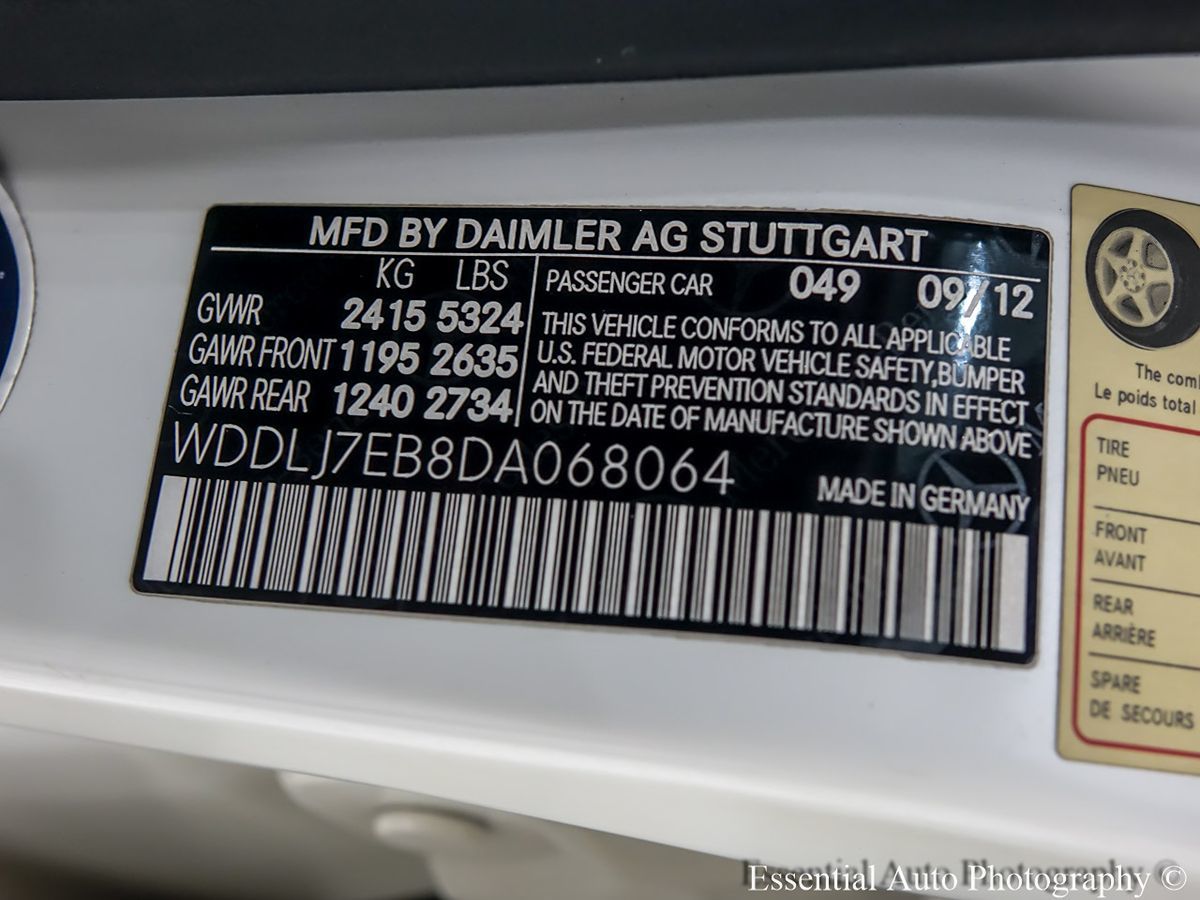 MFD BY DAIMLER AG STUTTGART
KG LBS
GVWR 2415 5324
GAWR FRONT 1195 2635
GAWR REAR 1240 2734
PASSENGER CAR 049 09/12
THIS VEHICLE CONFORMS TO ALL APPLICABLE
U.S. FEDERAL MOTOR VEHICLE SAFETY, BUMPER
AND THEFT PREVENTION STANDARDS IN EFFECT
ON THE DATE OF MANUFACTURE SHOWN ABOVE
WDDLJ7EB8DA068064
MADE IN GERMANY
The
Le poids total
TIRE
PNEU
FRONT
AVANT
REAR
ARRIÈRE
SPARE
DE SECOURS
Essential Auto Photography ©